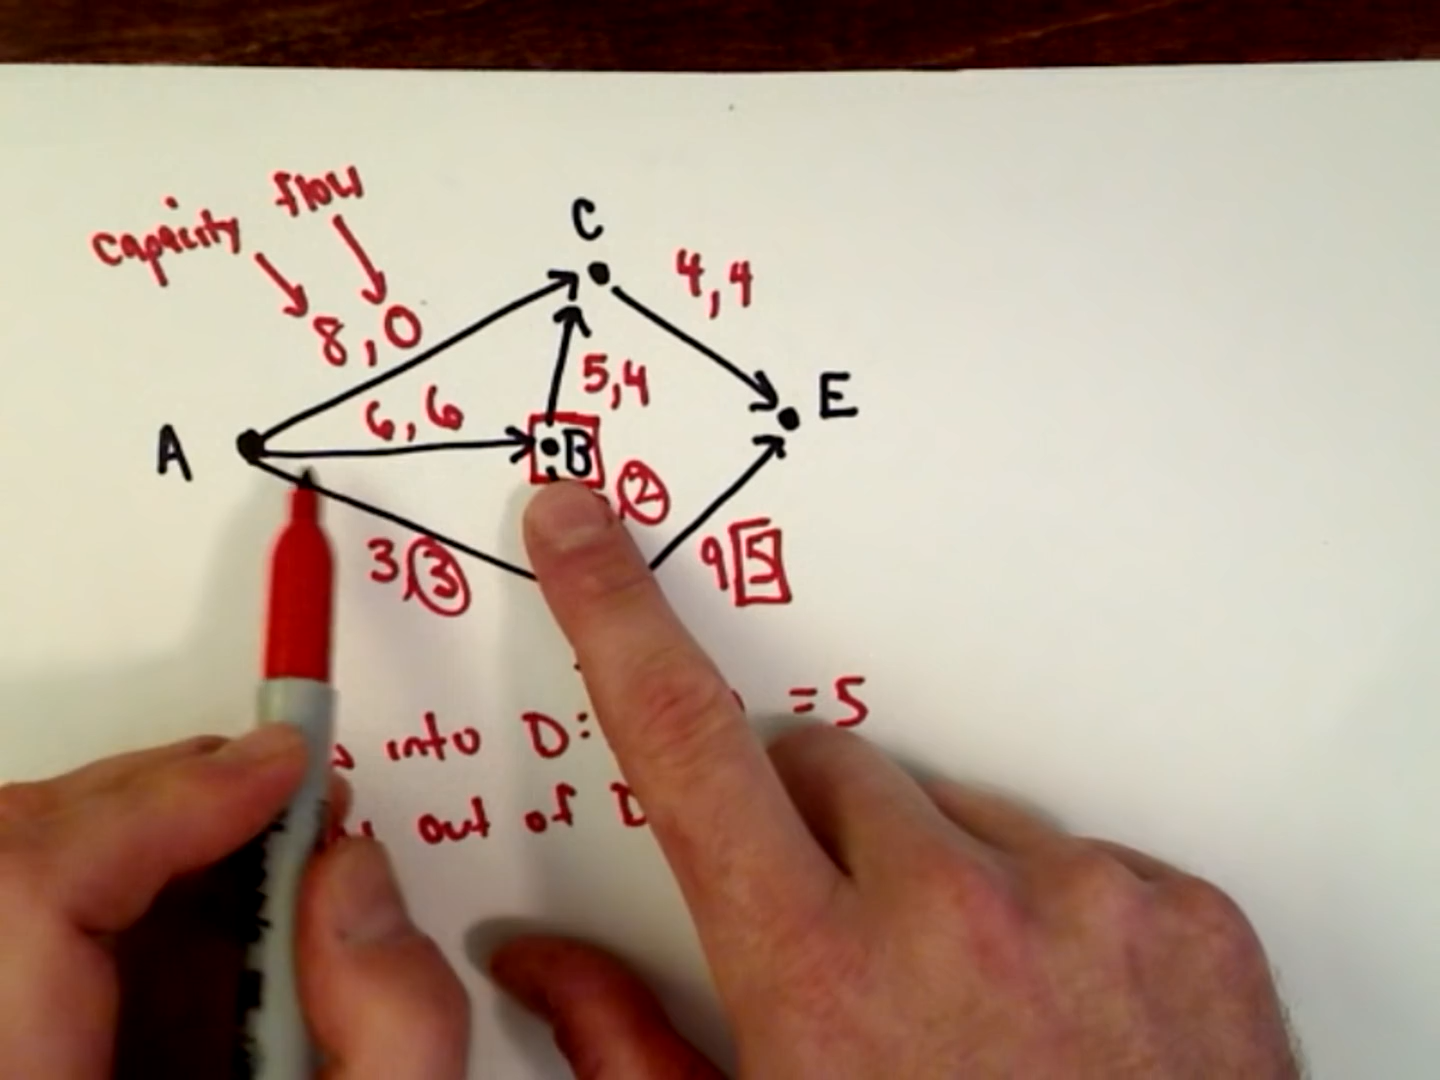 capacity flow
8, 0
C
4, 4
5, 4
6, 6
A
B
E
2
3, 3
9 5
into D: = 5
out of D